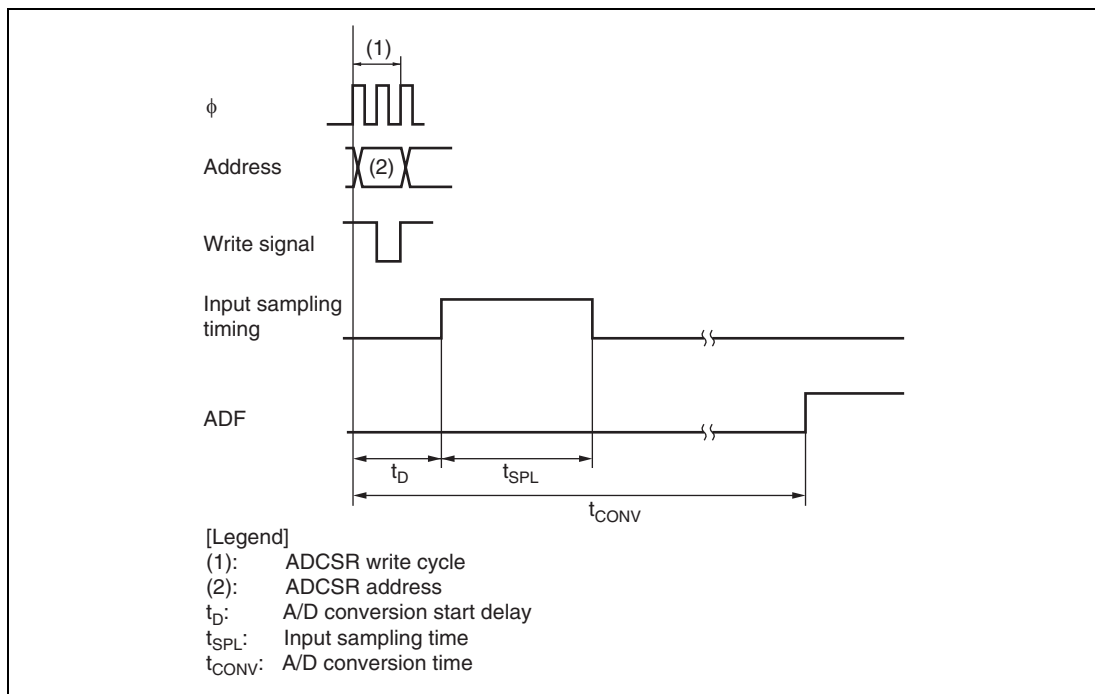 (1)
ϕ
Address
(2)
Write signal
Input sampling
timing
ADF
tD
tSPL
tCONV
[Legend]
(1): ADCSR write cycle
(2): ADCSR address
tD: A/D conversion start delay
tSPL: Input sampling time
tCONV: A/D conversion time